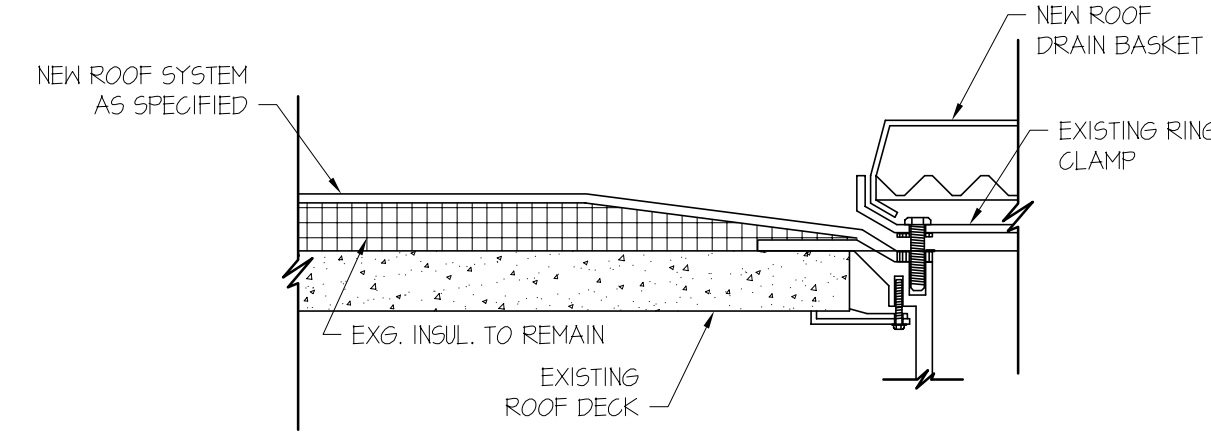 NEW ROOF
DRAIN BASKET
NEW ROOF SYSTEM
AS SPECIFIED
EXISTING RING
CLAMP
EXG. INSUL. TO REMAIN
EXISTING
ROOF DECK